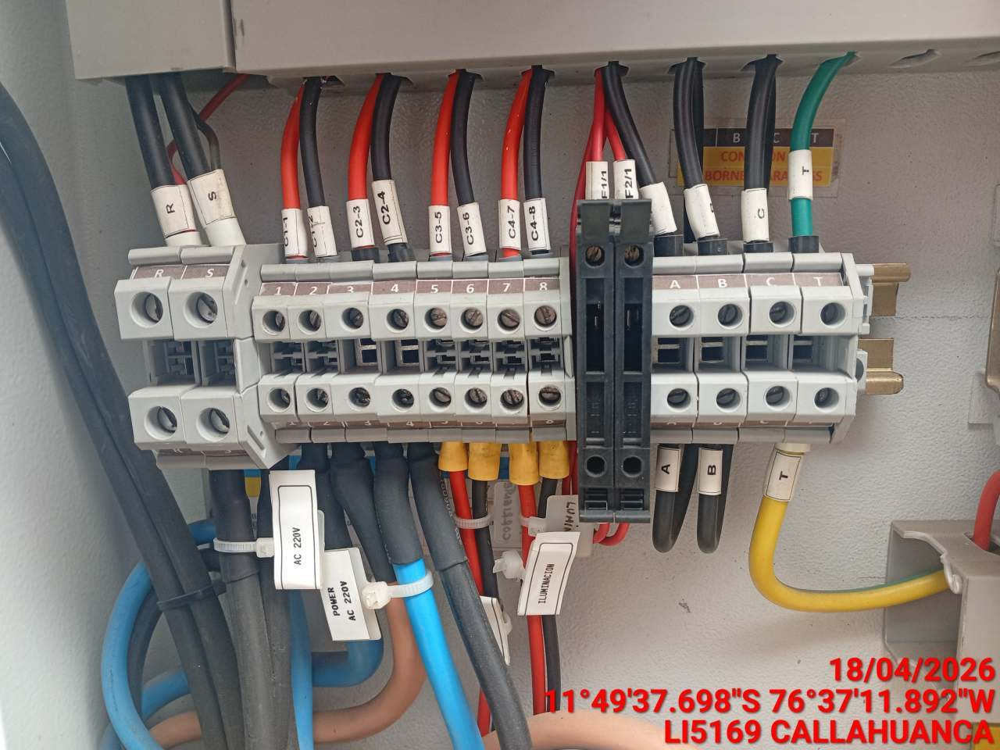 B C T
R
S
C1-1
C2-3
C2-4
C3-5
C3-6
C4-7
C4-8
F1/1
F2/1
C
T
R S
1 2 3 4 5 6 7 8
A B C T
A
B
T
AC 220V
POWER
AC 220V
ILUMINACION
18/04/2026
11°49'37.698"S 76°37'11.892"W
LI5169 CALLAHUANCA